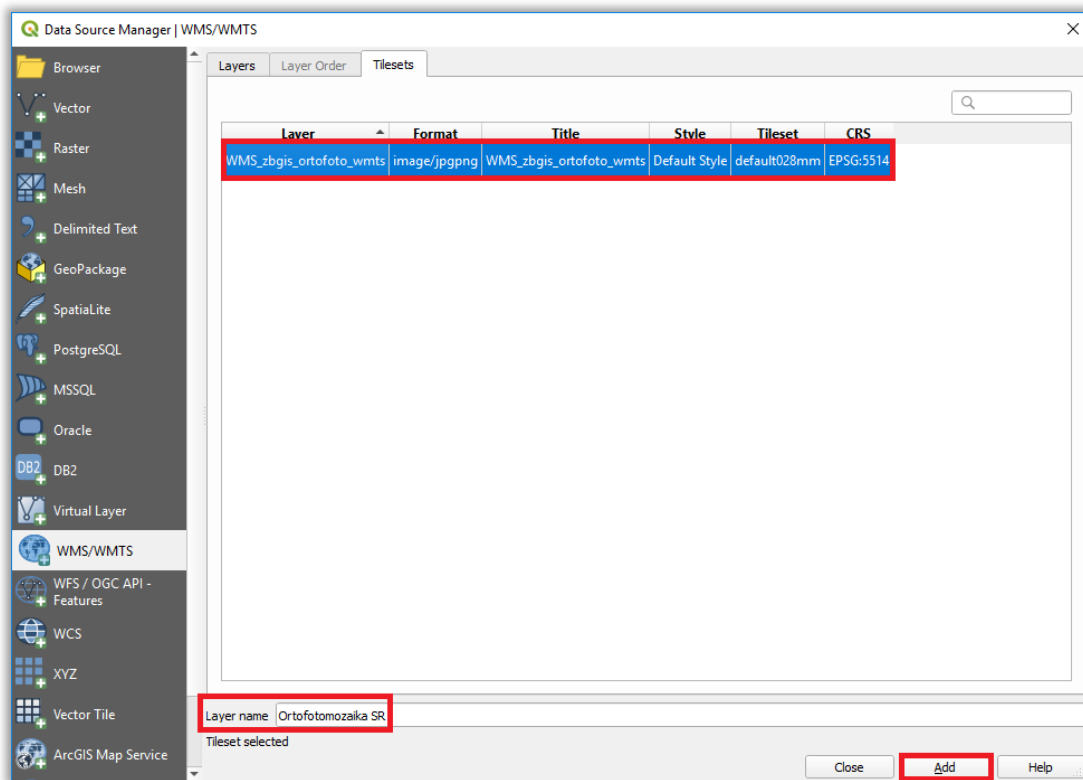 Data Source Manager | WMS/WMTS
Browser
Vector
Raster
Mesh
Delimited Text
GeoPackage
SpatiaLite
PostgreSQL
MSSQL
Oracle
DB2
DB2
Virtual Layer
WMS/WMTS
WFS / OGC API -
Features
WCS
XYZ
Vector Tile
ArcGIS Map Service
Layers Layer Order Tilesets
Layer Format Title Style Tileset CRS
WMS_zbgis_ortofoto_wmts image/jpgpng WMS_zbgis_ortofoto_wmts Default Style default028mm EPSG:5514
Layer name Ortofotomozaika SR
Tileset selected
Close Add Help